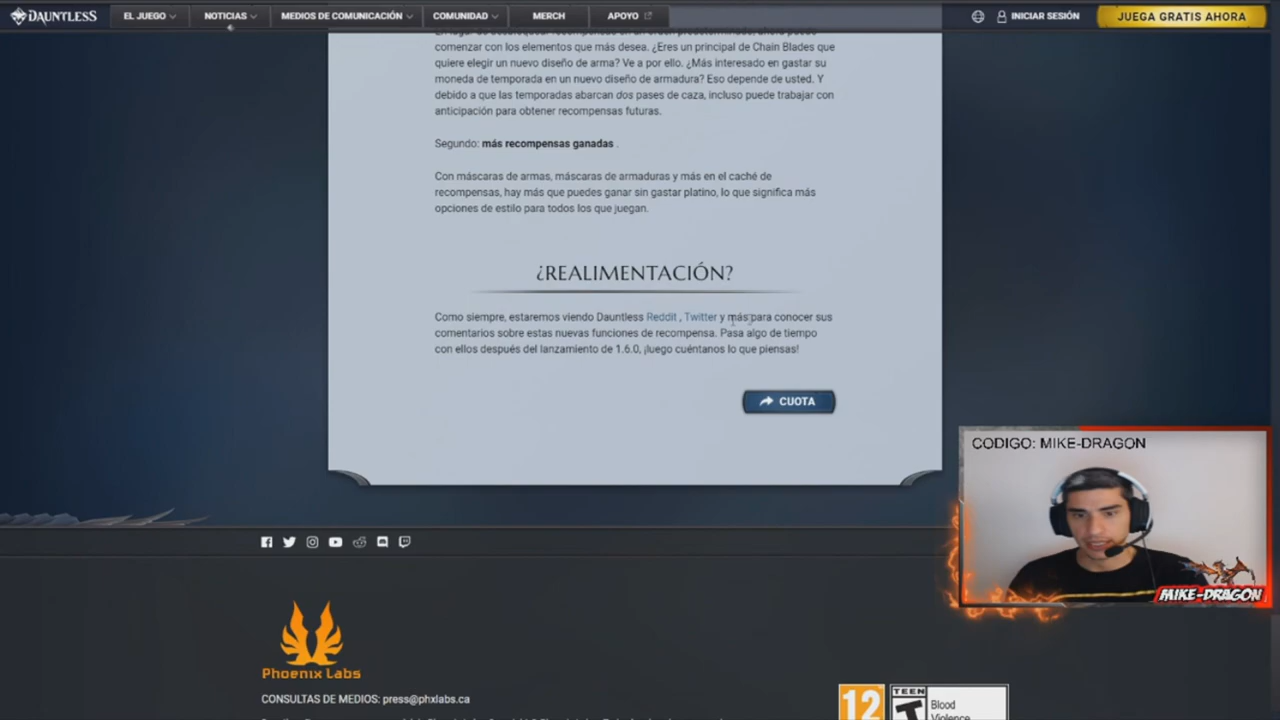 DAUNTLESS
EL JUEGO
NOTICIAS
MEDIOS DE COMUNICACIÓN
COMUNIDAD
MERCH
APOYO
INICIAR SESIÓN
JUEGA GRATIS AHORA
comenzar con los elementos que más desea. ¿Eres un principal de Chain Blades que
quiere elegir un nuevo diseño de arma? Ve a por ello. ¿Más interesado en gastar su
moneda de temporada en un nuevo diseño de armadura? Eso depende de usted. Y
debido a que las temporadas abarcan dos pases de caza, incluso puede trabajar con
anticipación para obtener recompensas futuras.
Segundo: más recompensas ganadas .
Con máscaras de armas, máscaras de armaduras y más en el caché de
recompensas, hay más que puedes ganar sin gastar platino, lo que significa más
opciones de estilo para todos los que juegan.
¿REALIMENTACIÓN?
Como siempre, estaremos viendo Dauntless Reddit , Twitter y más para conocer sus
comentarios sobre estas nuevas funciones de recompensa. Pasa algo de tiempo
con ellos después del lanzamiento de 1.6.0, ¡luego cuéntanos lo que piensas!
CUOTA
CODIGO: MIKE-DRAGON
MIKE-DRAGON
Phoenix Labs
CONSULTAS DE MEDIOS: press@phxlabs.ca
12
TEEN
T
Blood
Violence